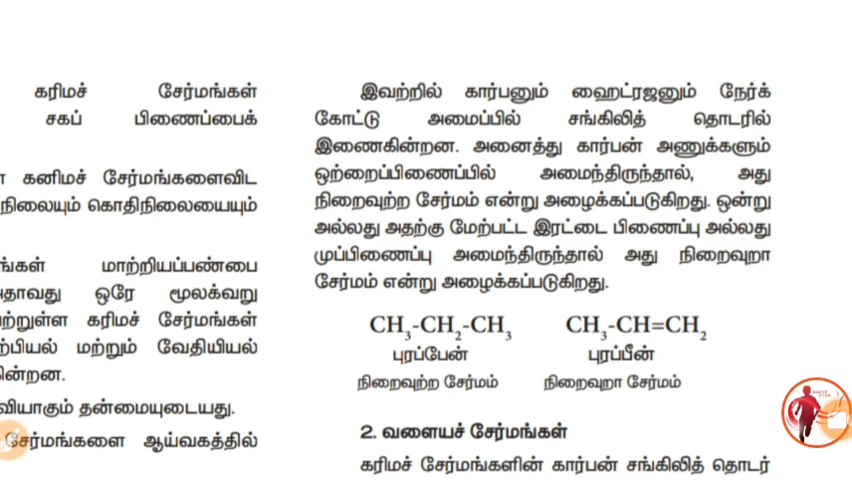 கரிமச் சேர்மங்கள்
சகப் பிணைப்பைக்
கனிமச் சேர்மங்களைவிட
நிலையும் கொதிநிலையையும்
ங்கள் மாற்றியப்பண்பை
தாவது ஒரே மூலக்வறு
ற்றுள்ள கரிமச் சேர்மங்கள்
ற்பியல் மற்றும் வேதியியல்
கின்றன.
வியாகும் தன்மையுடையது.
சேர்மங்களை ஆய்வகத்தில்
இவற்றில் கார்பனும் ஹைட்ரஜனும் நேர்க்
கோட்டு அமைப்பில் சங்கிலித் தொடரில்
இணைகின்றன. அனைத்து கார்பன் அணுக்களும்
ஒற்றைப்பிணைப்பில் அமைந்திருந்தால், அது
நிறைவுற்ற சேர்மம் என்று அழைக்கப்படுகிறது. ஒன்று
அல்லது அதற்கு மேற்பட்ட இரட்டை பிணைப்பு அல்லது
முப்பிணைப்பு அமைந்திருந்தால் அது நிறைவுறா
சேர்மம் என்று அழைக்கப்படுகிறது.
CH₃-CH₂-CH₃ CH₃-CH=CH₂
புரப்பேன் புரப்பீன்
நிறைவுற்ற சேர்மம் நிறைவுறா சேர்மம்
2. வளையச் சேர்மங்கள்
கரிமச் சேர்மங்களின் கார்பன் சங்கிலித் தொடர்